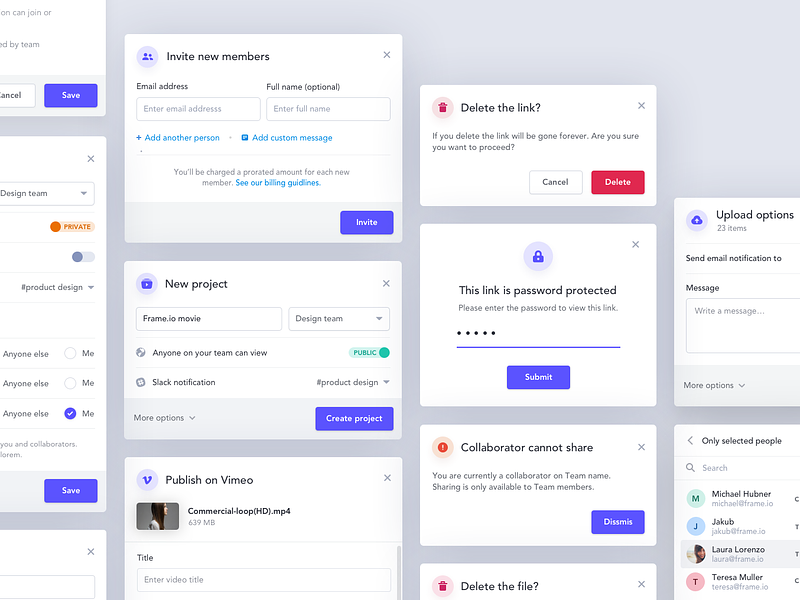 on can join or
ed by team
Cancel
Save
Design team
PRIVATE
#product design
Anyone else
Me
Anyone else
Me
Anyone else
Me
you and collaborators.
lorem.
Save
Invite new members
Email address
Full name (optional)
Enter email addresss
Enter full name
+ Add another person
Add custom message
You'll be charged a prorated amount for each new
member. See our billing guidlines.
Invite
New project
Frame.io movie
Design team
Anyone on your team can view
PUBLIC
Slack notification
#product design
More options
Create project
Publish on Vimeo
Commercial-loop(HD).mp4
639 MB
Title
Enter video title
Delete the link?
If you delete the link will be gone forever. Are you sure
you want to proceed?
Cancel
Delete
This link is password protected
Please enter the password to view this link.
•••••
Submit
Collaborator cannot share
You are currently a collaborator on Team name.
Sharing is only available to Team members.
Dissmis
Delete the file?
Upload options
23 items
Send email notification to
Message
Write a message...
More options
Only selected people
Search
M
Michael Hubner
michael@frame.io
C
J
Jakub
jakub@frame.io
T
Laura Lorenzo
laura@frame.io
T
T
Teresa Muller
teresa@frame.io
C